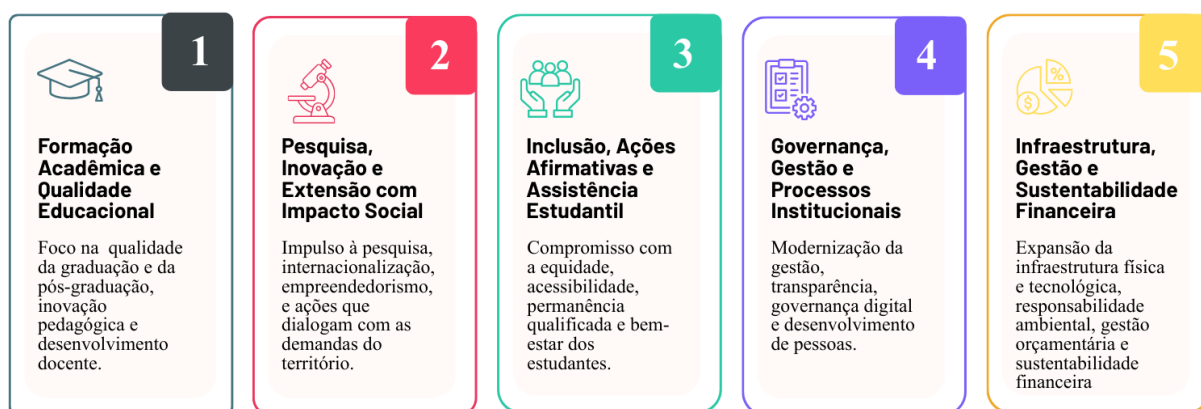 1
Formação
Acadêmica e
Qualidade
Educacional
Foco na qualidade
da graduação e da
pós-graduação,
inovação
pedagógica e
desenvolvimento
docente.
2
Pesquisa,
Inovação e
Extensão com
Impacto Social
Impulso à pesquisa,
internacionalização,
empreendedorismo,
e ações que
dialogam com as
demandas do
território.
3
Inclusão, Ações
Afirmativas e
Assistência
Estudantil
Compromisso com
a equidade,
acessibilidade,
permanência
qualificada e bem-
estar dos
estudantes.
4
Governança,
Gestão e
Processos
Institucionais
Modernização da
gestão,
transparência,
governança digital
e desenvolvimento
de pessoas.
5
%
$
Infraestrutura,
Gestão e
Sustentabilidade
Financeira
Expansão da
infraestrutura física
e tecnológica,
responsabilidade
ambiental, gestão
orçamentária e
sustentabilidade
financeira